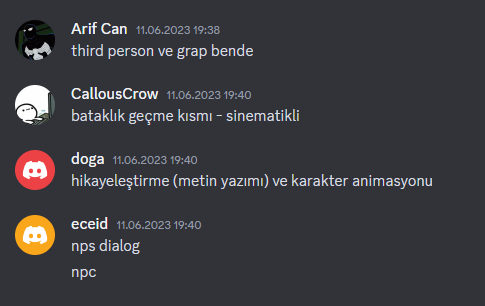 Arif Can 11.06.2023 19:38
third person ve grap bende
CallousCrow 11.06.2023 19:40
bataklık geçme kısmı - sinematikli
doga 11.06.2023 19:40
hikayeleştirme (metin yazımı) ve karakter animasyonu
eceid 11.06.2023 19:40
nps dialog
npc